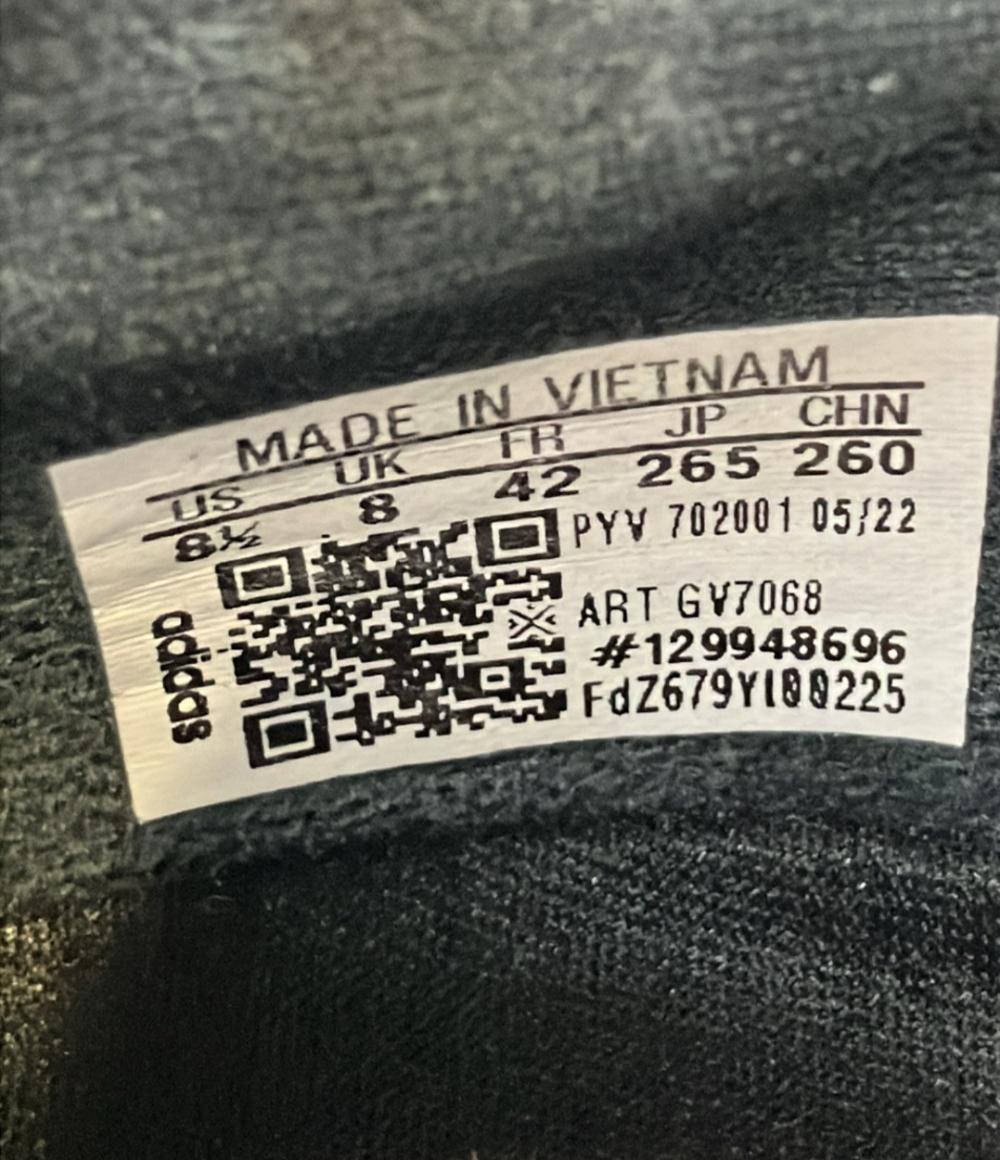 MADE IN VIETNAM
US UK FR JP CHN
8½ 8 42 265 260
PYV 702001 05/22
adidas
ART GV7068
#129948696
FdZ679YI00225